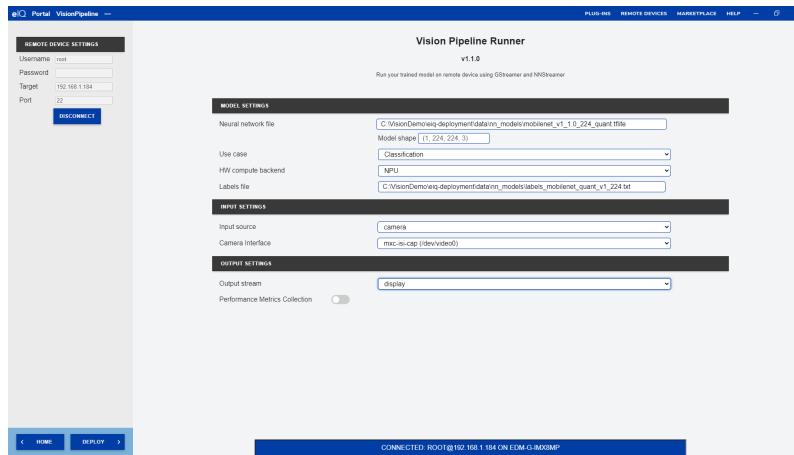 eIQ Portal VisionPipeline
PLUG-INS REMOTE DEVICES MARKETPLACE HELP
REMOTE DEVICE SETTINGS
Username root
Password
Target 192.168.1.184
Port 22
DISCONNECT
Vision Pipeline Runner
v1.1.0
Run your trained model on remote device using GStreamer and NNStreamer
MODEL SETTINGS
Neural network file C:\VisionDemo\eiq-deployment\data\nn_models\mobilenet_v1_1.0_224_quant.tflite
Model shape (1, 224, 224, 3)
Use case Classification
HW compute backend NPU
Labels file C:\VisionDemo\eiq-deployment\data\nn_models\labels_mobilenet_quant_v1_224.txt
INPUT SETTINGS
Input source camera
Camera Interface mxc-isi-cap (/dev/video0)
OUTPUT SETTINGS
Output stream display
Performance Metrics Collection
< HOME DEPLOY >
CONNECTED: ROOT@192.168.1.184 ON EDM-G-IMX8MP